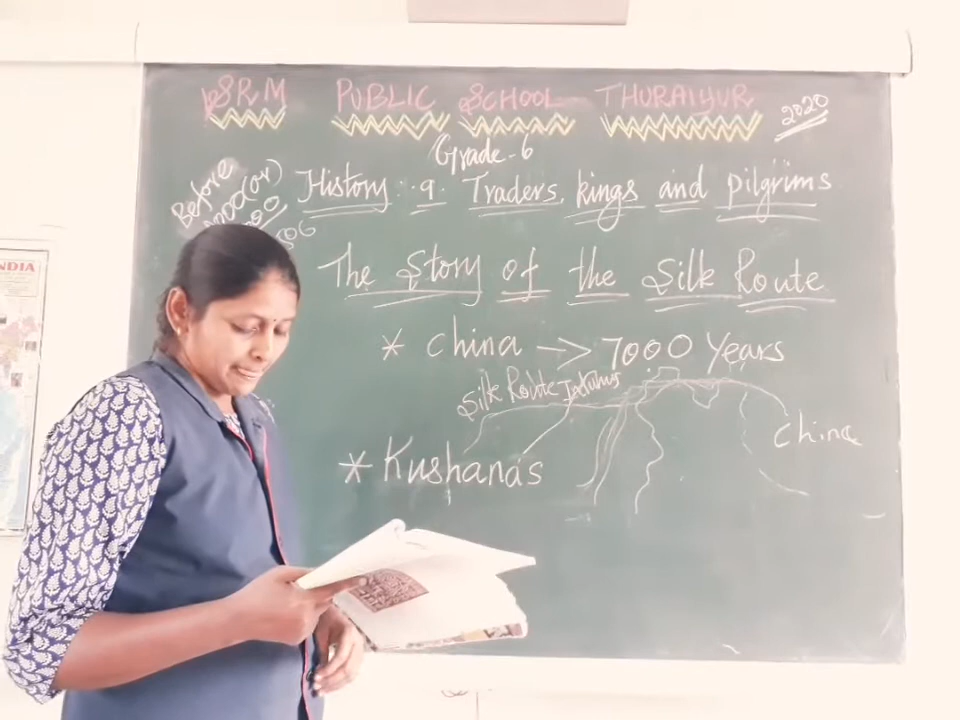 SRM PUBLIC SCHOOL THURAIYUR
2020
Grade-6
History : 9. Traders, kings and pilgrims
Before
(or)
The Story of the Silk Route
* China → 7000 Years
Silk Route
China
* Kushanas
INDIA